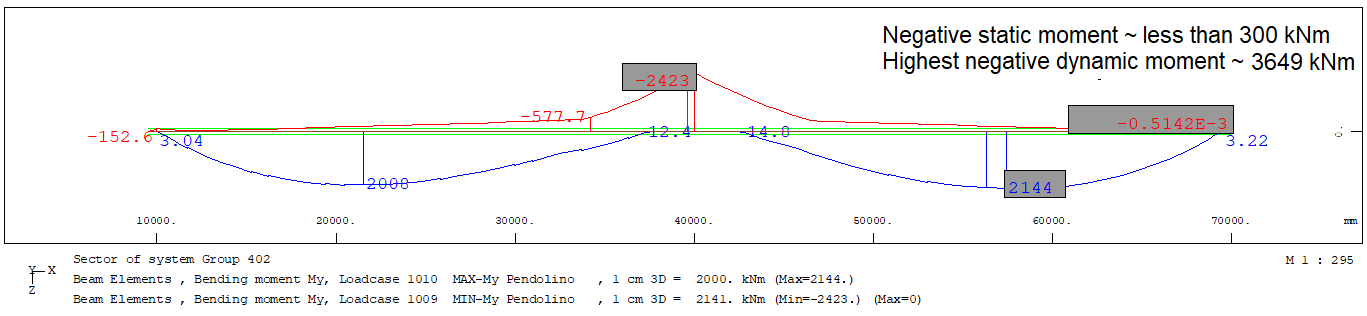 Negative static moment ~ less than 300 kNm
Highest negative dynamic moment ~ 3649 kNm
-2423
-577.7
-0.5142E-3
-152.6
3.04
-12.4
-14.0
3.22
2008
2144
10000. 20000. 30000. 40000. 50000. 60000. 70000. mm
Sector of system Group 402
M 1 : 295
Y X
Z
Beam Elements , Bending moment My, Loadcase 1010 MAX-My Pendolino , 1 cm 3D = 2000. kNm (Max=2144.)
Beam Elements , Bending moment My, Loadcase 1009 MIN-My Pendolino , 1 cm 3D = 2141. kNm (Min=-2423.) (Max=0)